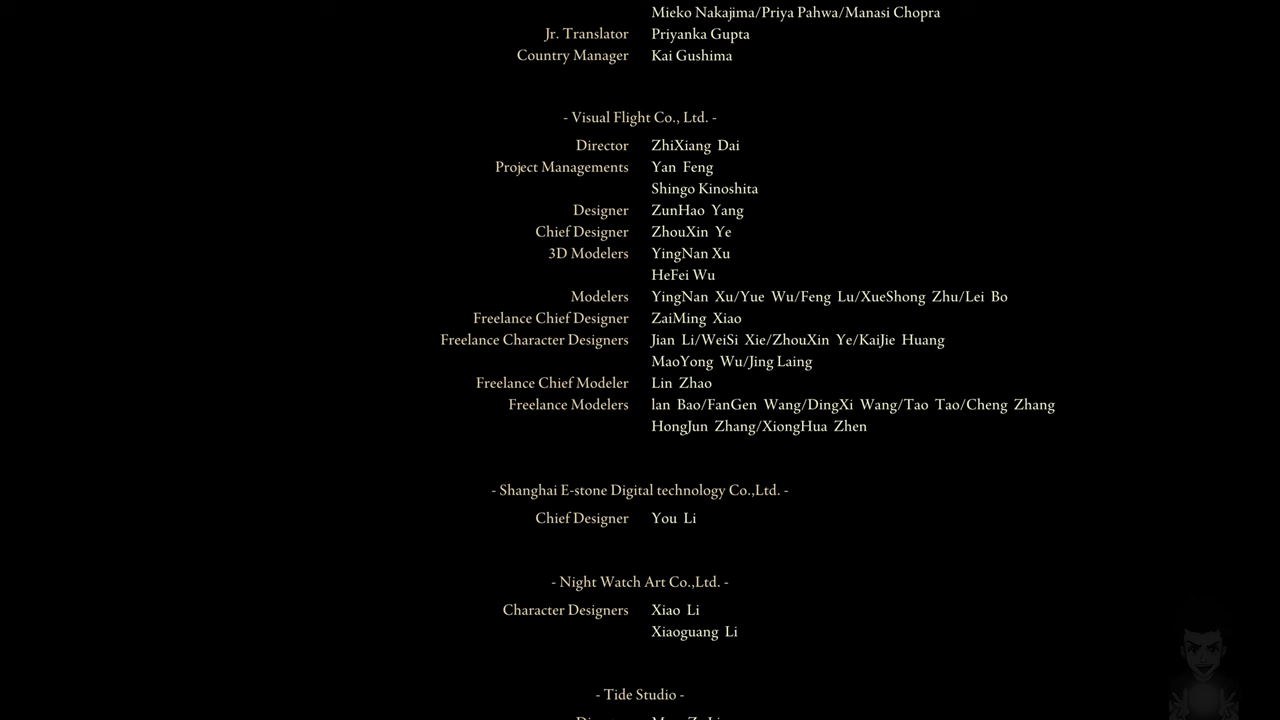 Mieko Nakajima/Priya Pahwa/Manasi Chopra
Jr. Translator Priyanka Gupta
Country Manager Kai Gushima
- Visual Flight Co., Ltd. -
Director ZhiXiang Dai
Project Managements Yan Feng
Shingo Kinoshita
Designer ZunHao Yang
Chief Designer ZhouXin Ye
3D Modelers YingNan Xu
HeFei Wu
Modelers YingNan Xu/Yue Wu/Feng Lu/XueShong Zhu/Lei Bo
Freelance Chief Designer ZaiMing Xiao
Freelance Character Designers Jian Li/WeiSi Xie/ZhouXin Ye/KaiJie Huang
MaoYong Wu/Jing Laing
Freelance Chief Modeler Lin Zhao
Freelance Modelers lan Bao/FanGen Wang/DingXi Wang/Tao Tao/Cheng Zhang
HongJun Zhang/XiongHua Zhen
- Shanghai E-stone Digital technology Co.,Ltd. -
Chief Designer You Li
- Night Watch Art Co.,Ltd. -
Character Designers Xiao Li
Xiaoguang Li
- Tide Studio -